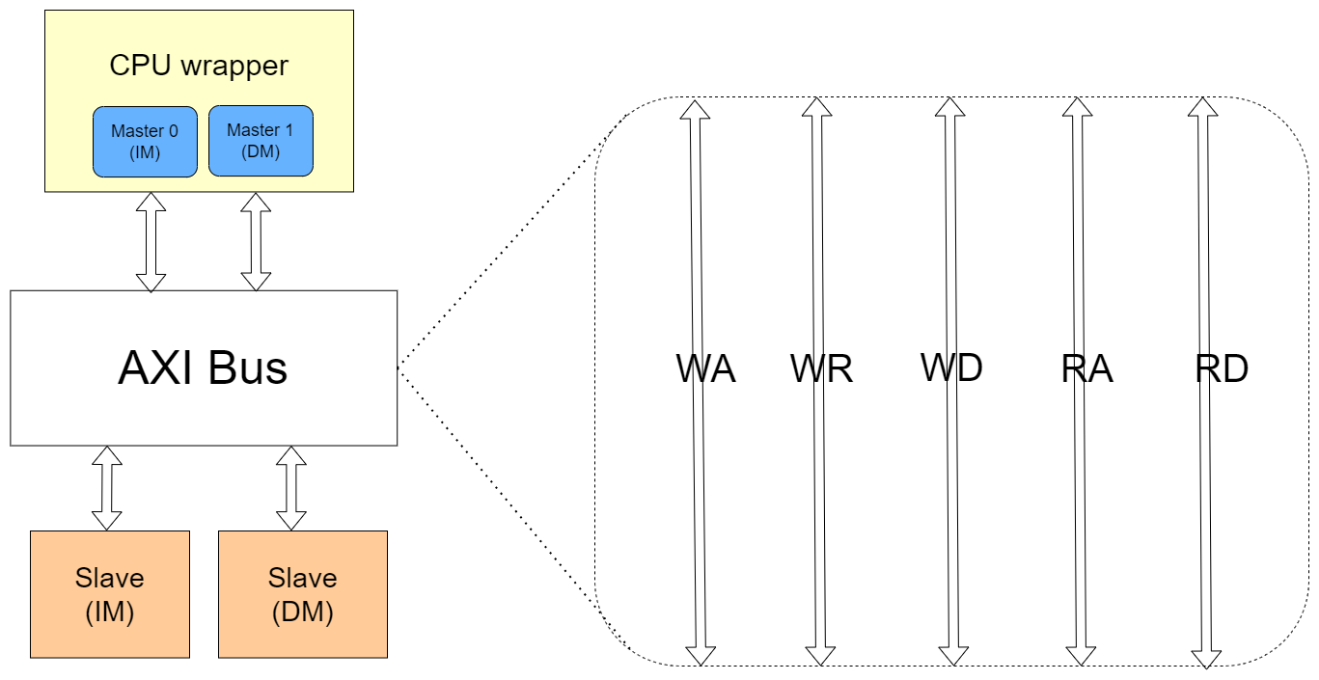 CPU wrapper
Master 0
(IM)
Master 1
(DM)
AXI Bus
Slave
(IM)
Slave
(DM)
WA
WR
WD
RA
RD